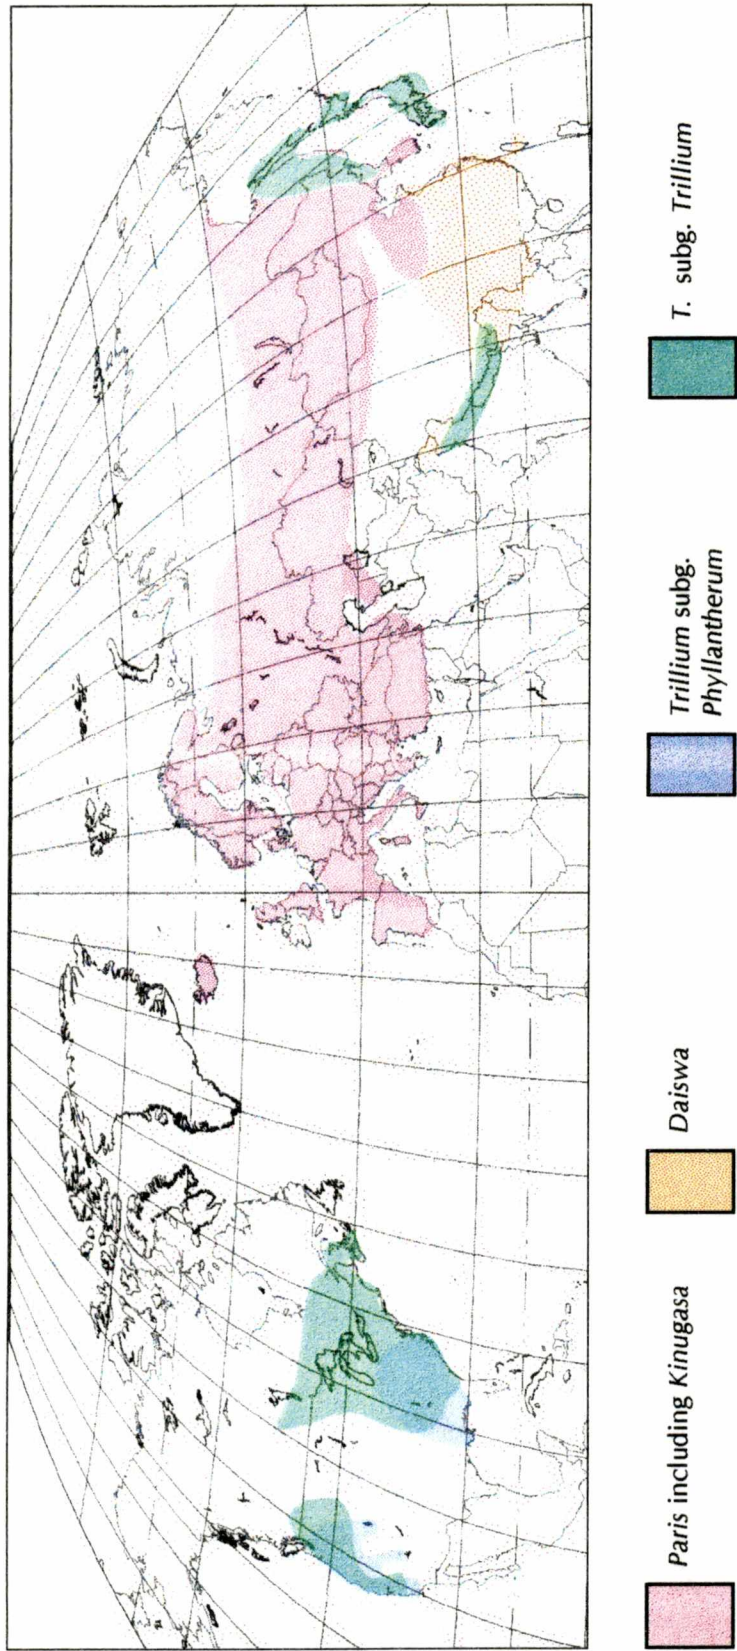 Paris including Kinugasa
Daiswa
Trillium subg.
Phyllantherum
T. subg. Trillium